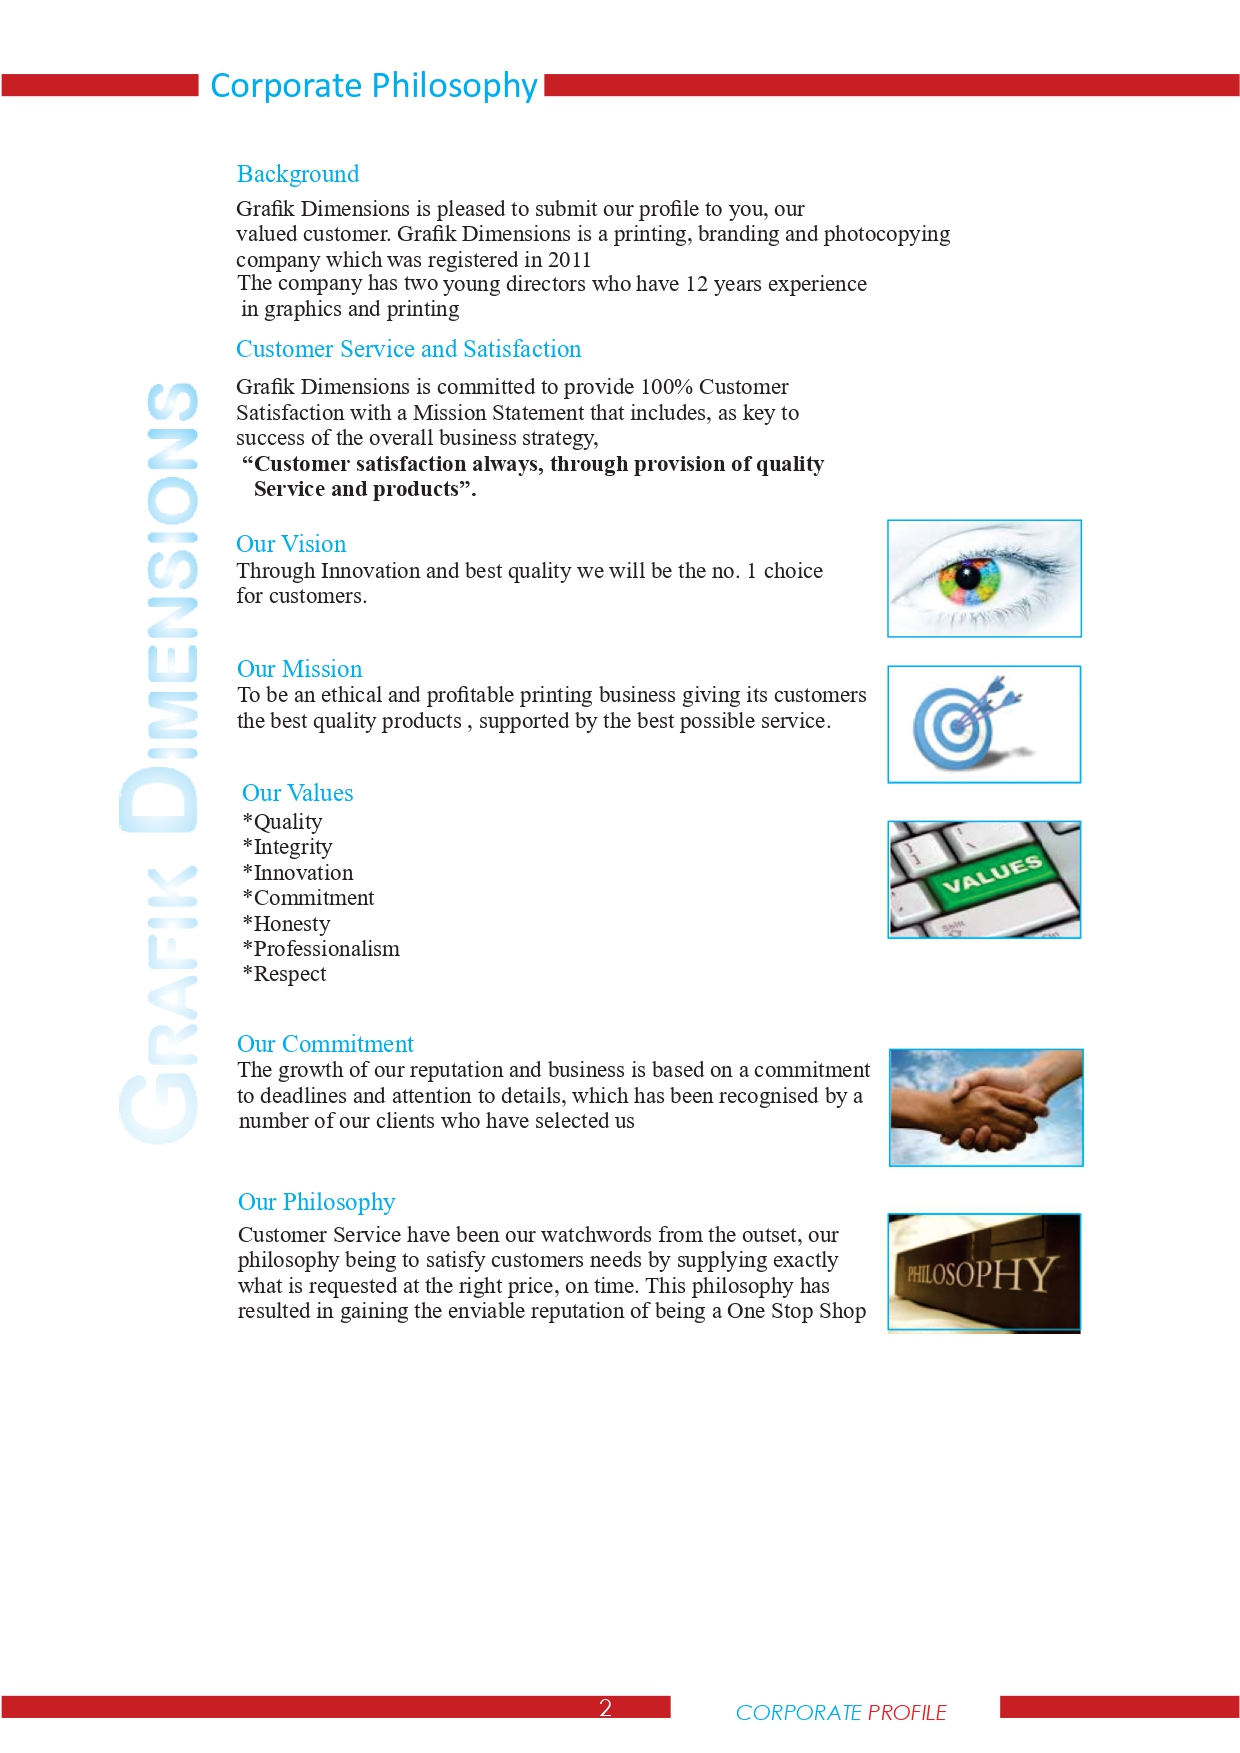 Corporate Philosophy
Background
Grafik Dimensions is pleased to submit our profile to you, our
valued customer. Grafik Dimensions is a printing, branding and photocopying
company which was registered in 2011
The company has two young directors who have 12 years experience
in graphics and printing
Customer Service and Satisfaction
Grafik Dimensions is committed to provide 100% Customer
Satisfaction with a Mission Statement that includes, as key to
success of the overall business strategy,
“Customer satisfaction always, through provision of quality
Service and products”.
Our Vision
Through Innovation and best quality we will be the no. 1 choice
for customers.
Our Mission
To be an ethical and profitable printing business giving its customers
the best quality products , supported by the best possible service.
Our Values
*Quality
*Integrity
*Innovation
*Commitment
*Honesty
*Professionalism
*Respect
VALUES
Shift
Our Commitment
The growth of our reputation and business is based on a commitment
to deadlines and attention to details, which has been recognised by a
number of our clients who have selected us
Our Philosophy
Customer Service have been our watchwords from the outset, our
philosophy being to satisfy customers needs by supplying exactly
what is requested at the right price, on time. This philosophy has
resulted in gaining the enviable reputation of being a One Stop Shop
PHILOSOPHY
GRAFIK DIMENSIONS
2
CORPORATE PROFILE